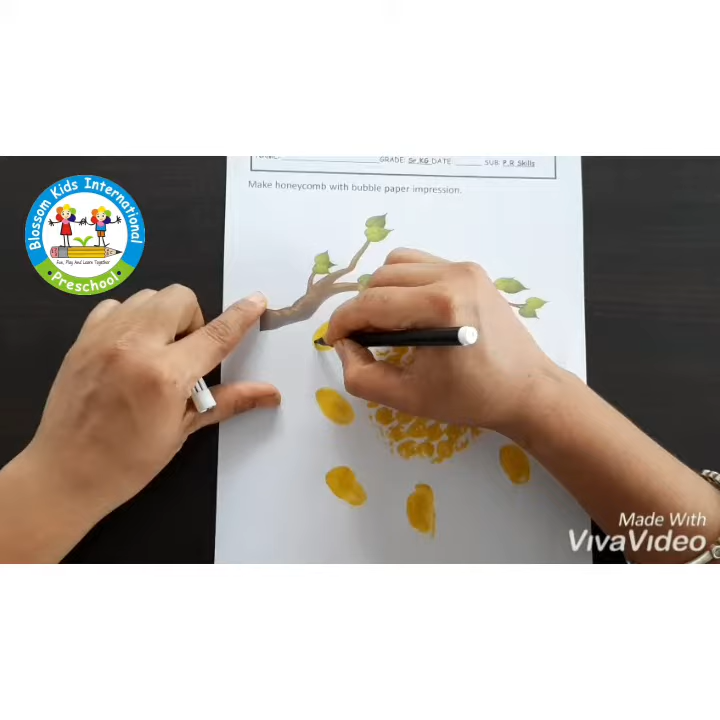 GRADE: Sr.KG DATE ______ SUB: P.R Skills
Make honeycomb with bubble paper impression.
Blossom Kids International
Fun, Play And Learn Together
Preschool
Made With
VivaVideo